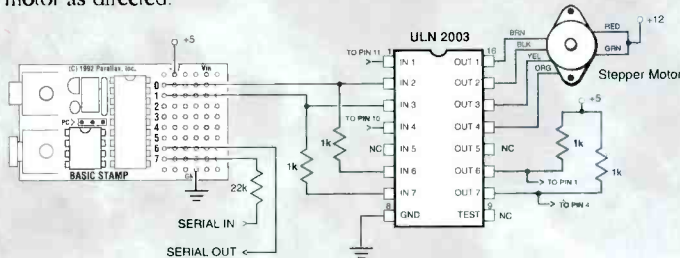 motor as directed.
ULN 2003
+5
(C) 1992 Parallax, Inc.
Vin
0
1
2
3
4
5
6
7
PC>
BASIC STAMP
22k
SERIAL IN
SERIAL OUT
1k
1k
TO PIN 11
TO PIN 10
NC
1
16
IN 1
IN 2
IN 3
IN 4
IN 5
IN 6
IN 7
GND
8
OUT 1
OUT 2
OUT 3
OUT 4
OUT 5
OUT 6
OUT 7
TEST
9
NC
NC
BRN
BLK
YEL
ORG
RED
GRN
+12
Stepper Motor
+5
1k
1k
TO PIN 1
TO PIN 4